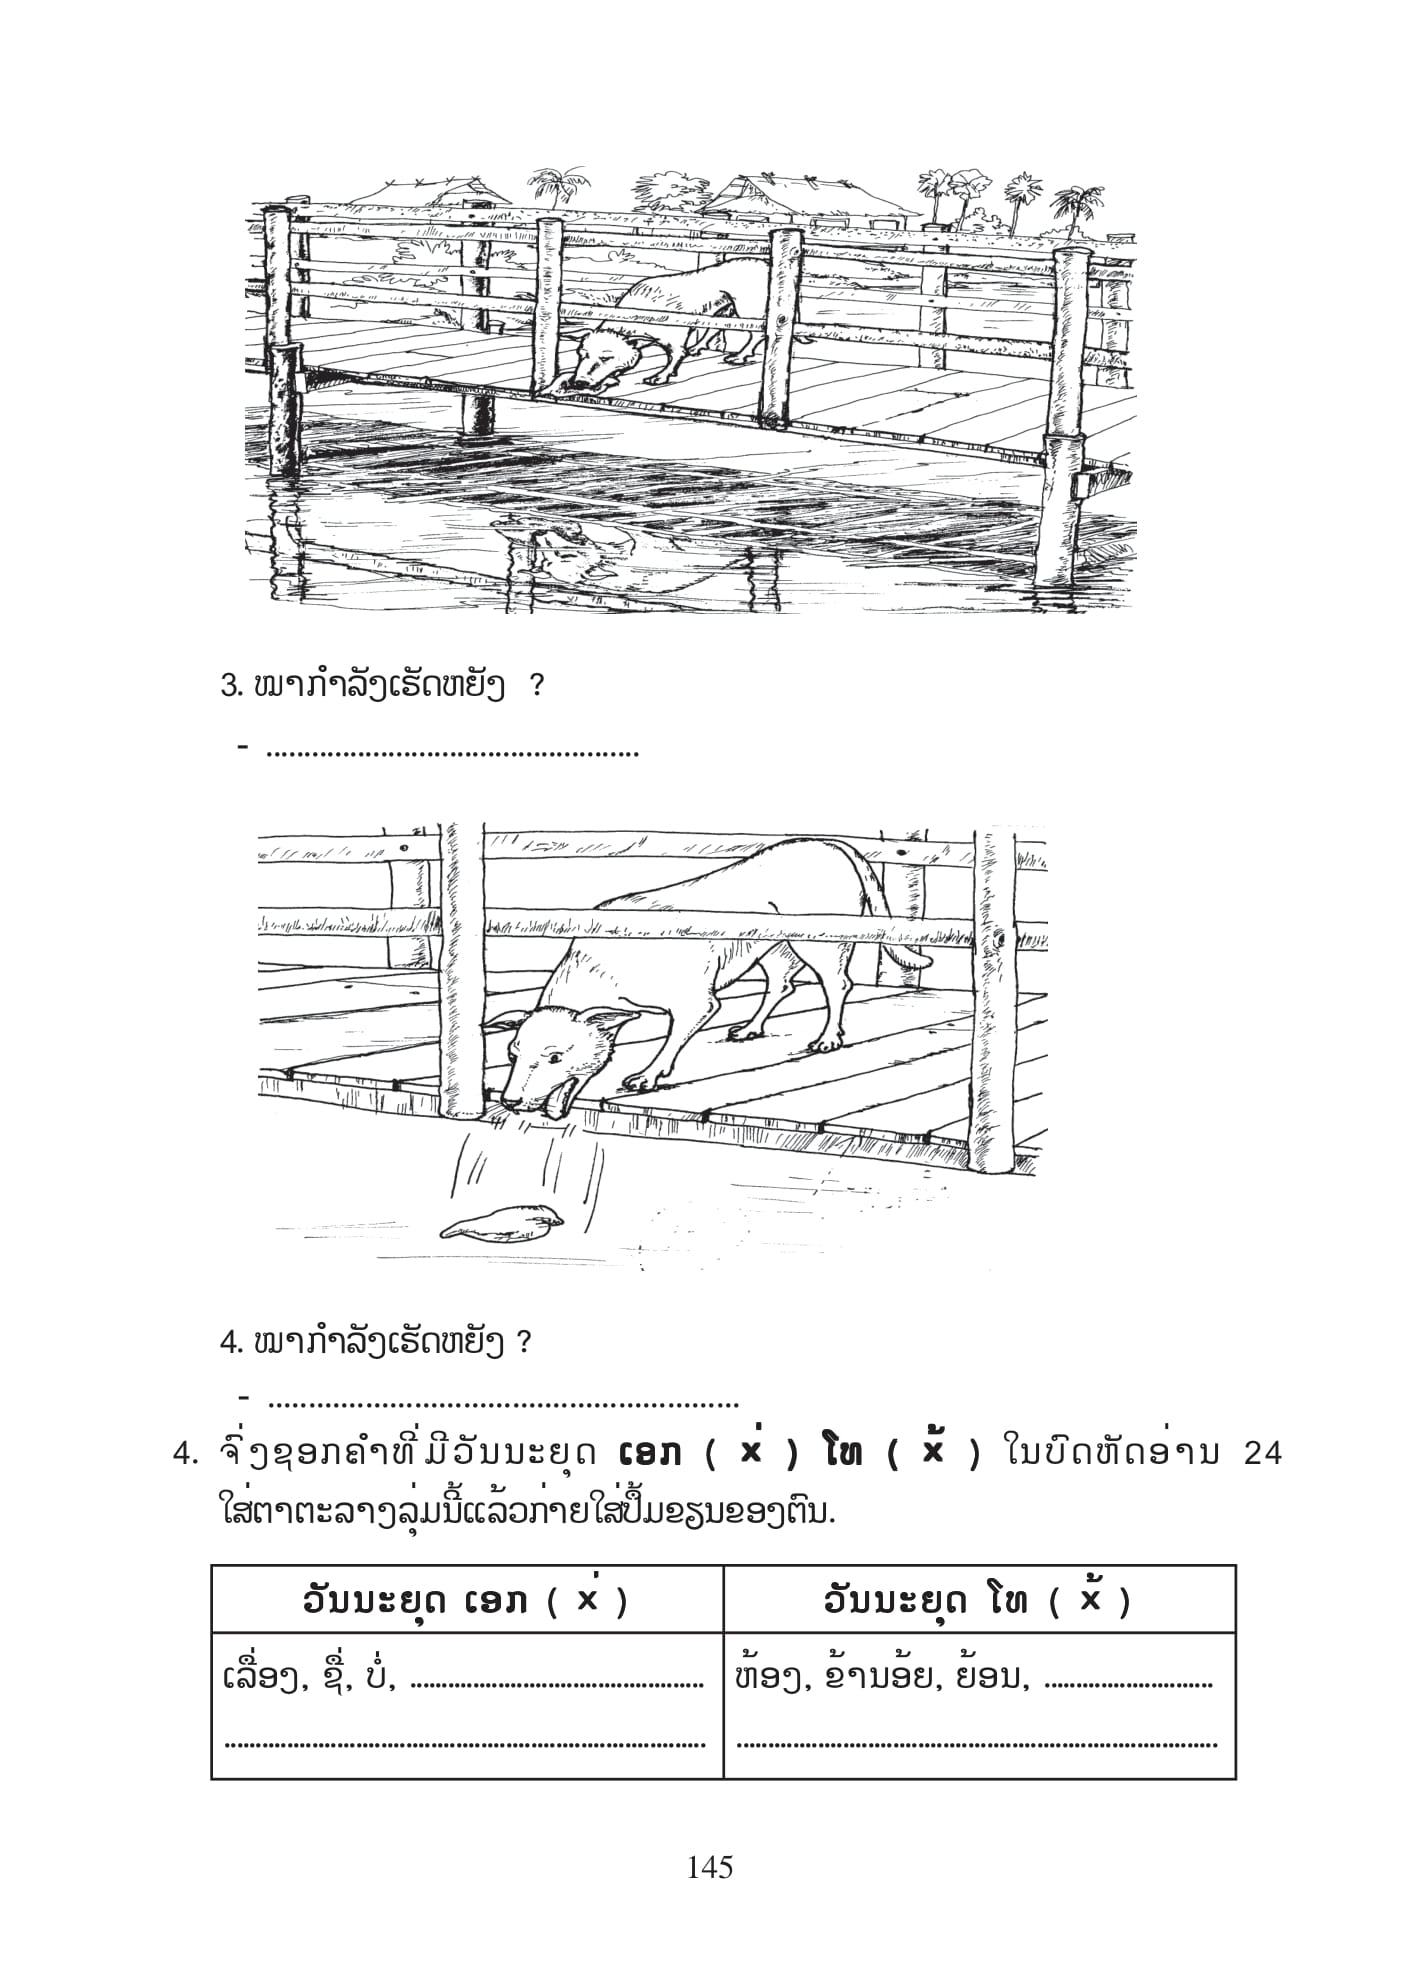 3. ໝາກຳລັງເຮັດຫຍັງ ?
- ................................................
4. ໝາກຳລັງເຮັດຫຍັງ ?
- ............................................................
4. ຈົ່ງຊອກຄຳທີ່ມີວັນນະຍຸດ ເອກ ( x່ ) ໂທ ( x້ ) ໃນບົດຫັດອ່ານ 24
ໃສ່ຕາຕະລາງລຸ່ມນີ້ແລ້ວກ່າຍໃສ່ປຶ້ມຂຽນຂອງຕົນ.
ວັນນະຍຸດ ເອກ ( x່ ) ວັນນະຍຸດ ໂທ ( x້ )
ເລື່ອງ, ຊື່, ບໍ່, ............................................... ຫ້ອງ, ຂ້ານອ້ອຍ, ຍ້ອນ, ...........................
............................................................................. .............................................................................
145